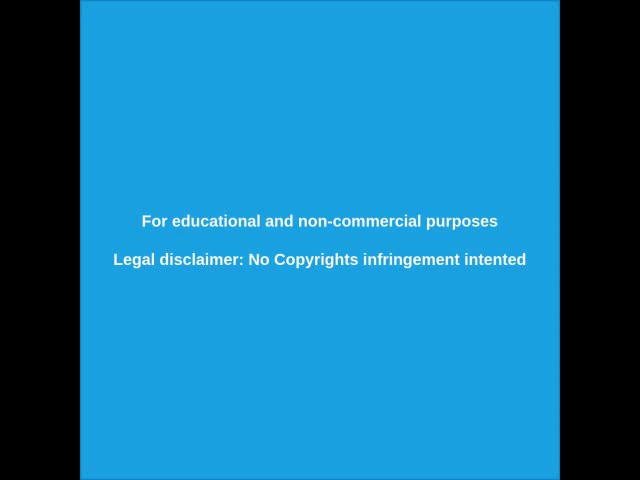 For educational and non-commercial purposes
Legal disclaimer: No Copyrights infringement intented